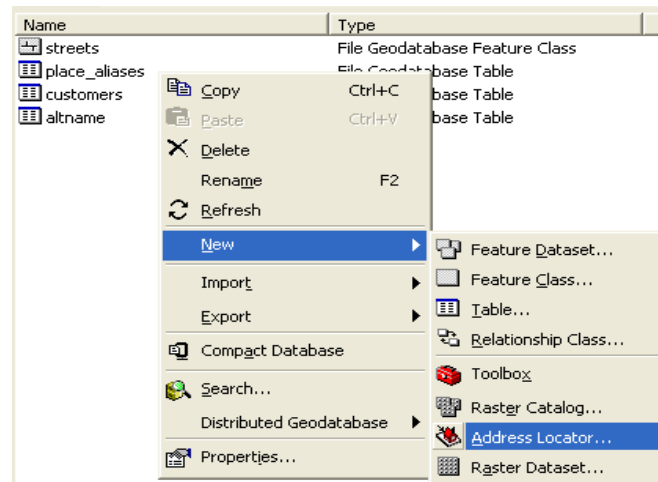 Name Type
streets File Geodatabase Feature Class
place_aliases File Geodatabase Table
customers base Table
altname base Table
Copy Ctrl+C
Paste Ctrl+V
Delete
Rename F2
Refresh
New
Import
Export
Compact Database
Search...
Distributed Geodatabase
Properties...
Feature Dataset...
Feature Class...
Table...
Relationship Class...
Toolbox
Raster Catalog...
Address Locator...
Raster Dataset...